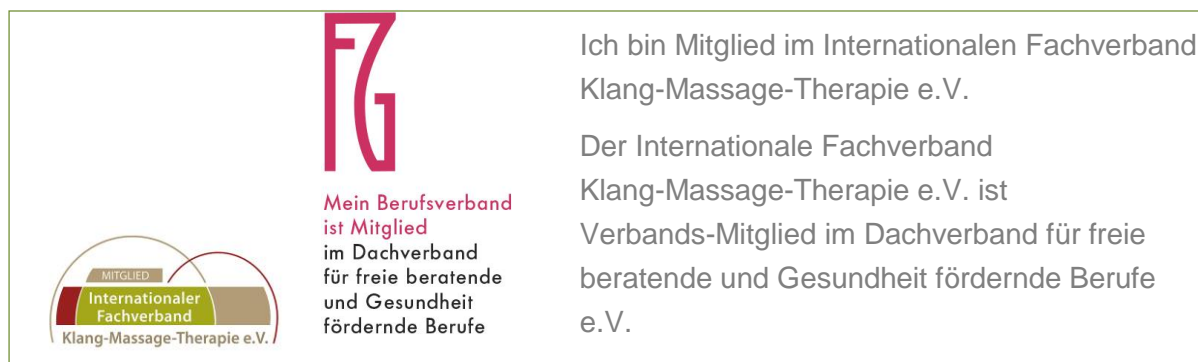 MITGLIED
Internationaler
Fachverband
Klang-Massage-Therapie e.V.
FG
Mein Berufsverband
ist Mitglied
im Dachverband
für freie beratende
und Gesundheit
fördernde Berufe
Ich bin Mitglied im Internationalen Fachverband
Klang-Massage-Therapie e.V.
Der Internationale Fachverband
Klang-Massage-Therapie e.V. ist
Verbands-Mitglied im Dachverband für freie
beratende und Gesundheit fördernde Berufe
e.V.